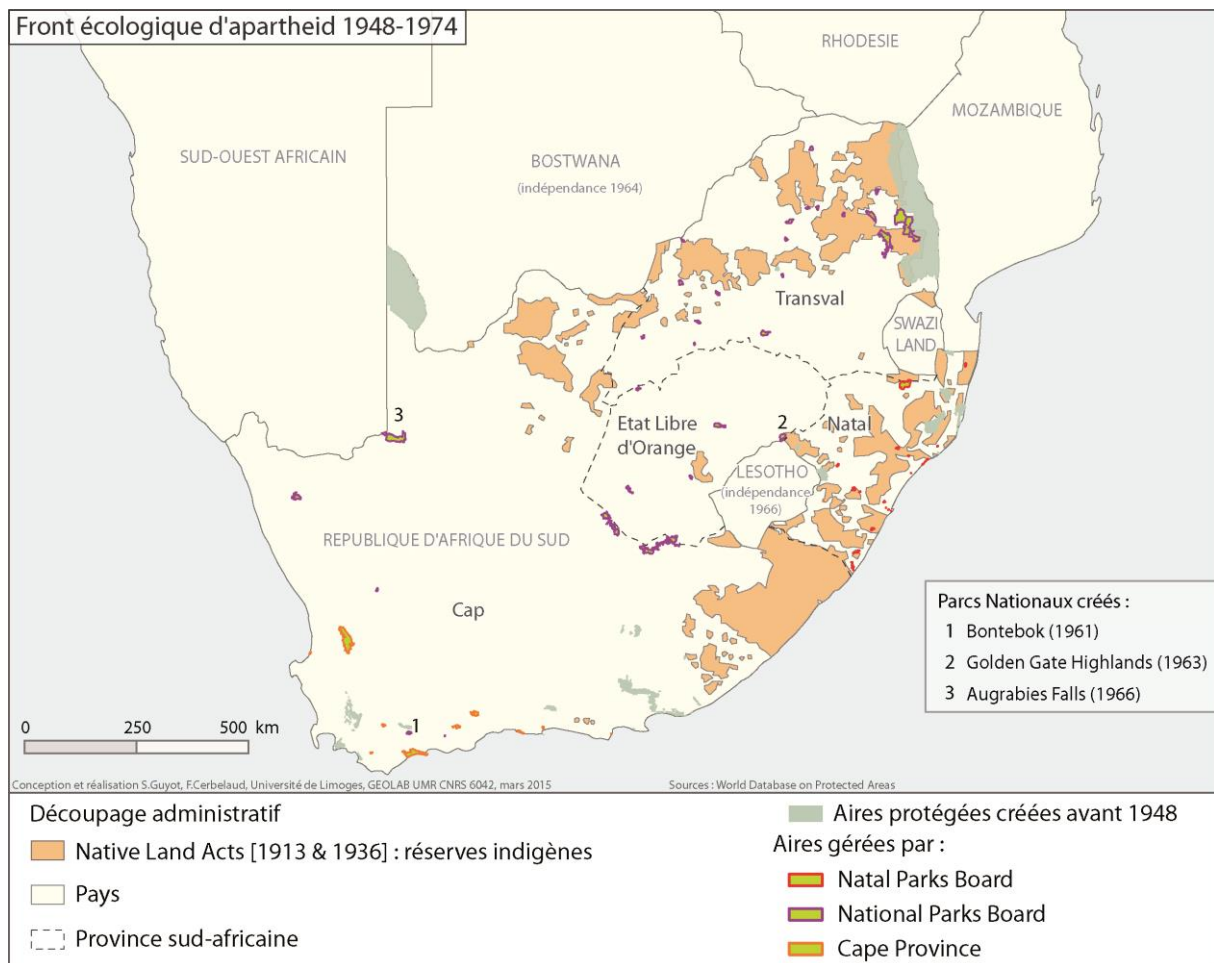 Front écologique d'apartheid 1948-1974
RHODESIE
MOZAMBIQUE
SUD-OUEST AFRICAIN
BOSTWANA
(indépendance 1964)
Transval
SWAZI
LAND
3
2
Etat Libre
d'Orange
Natal
LESOTHO
(indépendance
1966)
REPUBLIQUE D'AFRIQUE DU SUD
Cap
1
Parcs Nationaux créés :
1 Bontebok (1961)
2 Golden Gate Highlands (1963)
3 Augrabies Falls (1966)
0 250 500 km
Conception et réalisation S.Guyot, F.Cerbelaud, Université de Limoges, GEOLAB UMR CNRS 6042, mars 2015
Sources : World Database on Protected Areas
Découpage administratif
Native Land Acts [1913 & 1936] : réserves indigènes
Pays
Province sud-africaine
Aires protégées créées avant 1948
Aires gérées par :
Natal Parks Board
National Parks Board
Cape Province